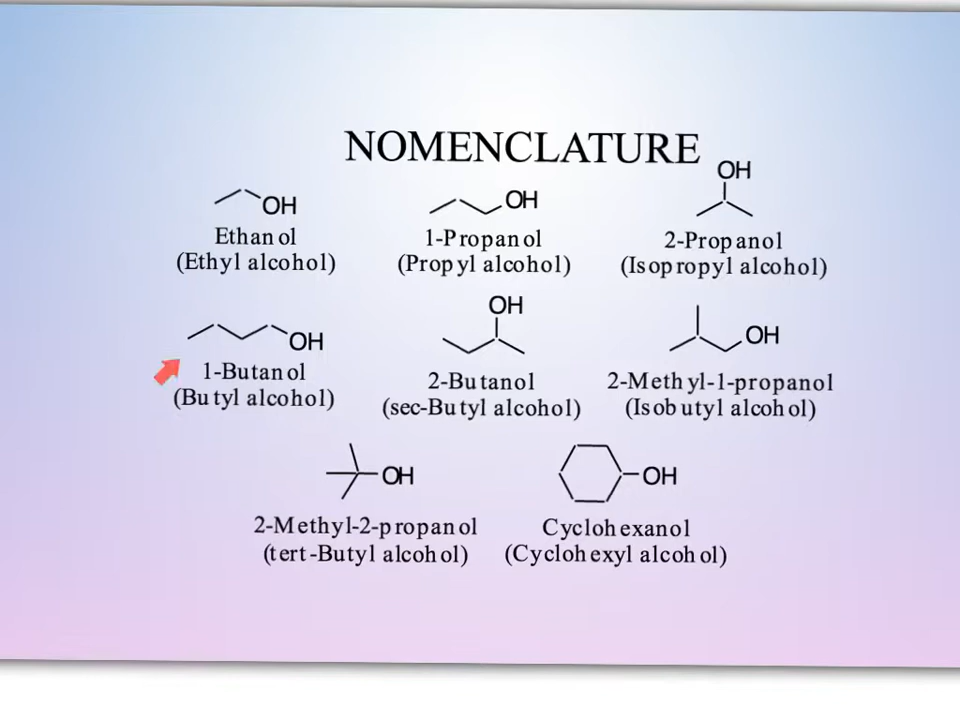 NOMENCLATURE
OH OH OH
Ethanol 1-Propanol 2-Propanol
(Ethyl alcohol) (Propyl alcohol) (Isopropyl alcohol)
OH OH OH
1-Butanol 2-Butanol 2-Methyl-1-propanol
(Butyl alcohol) (sec-Butyl alcohol) (Isobutyl alcohol)
OH OH
2-Methyl-2-propanol Cyclohexanol
(tert-Butyl alcohol) (Cyclohexyl alcohol)